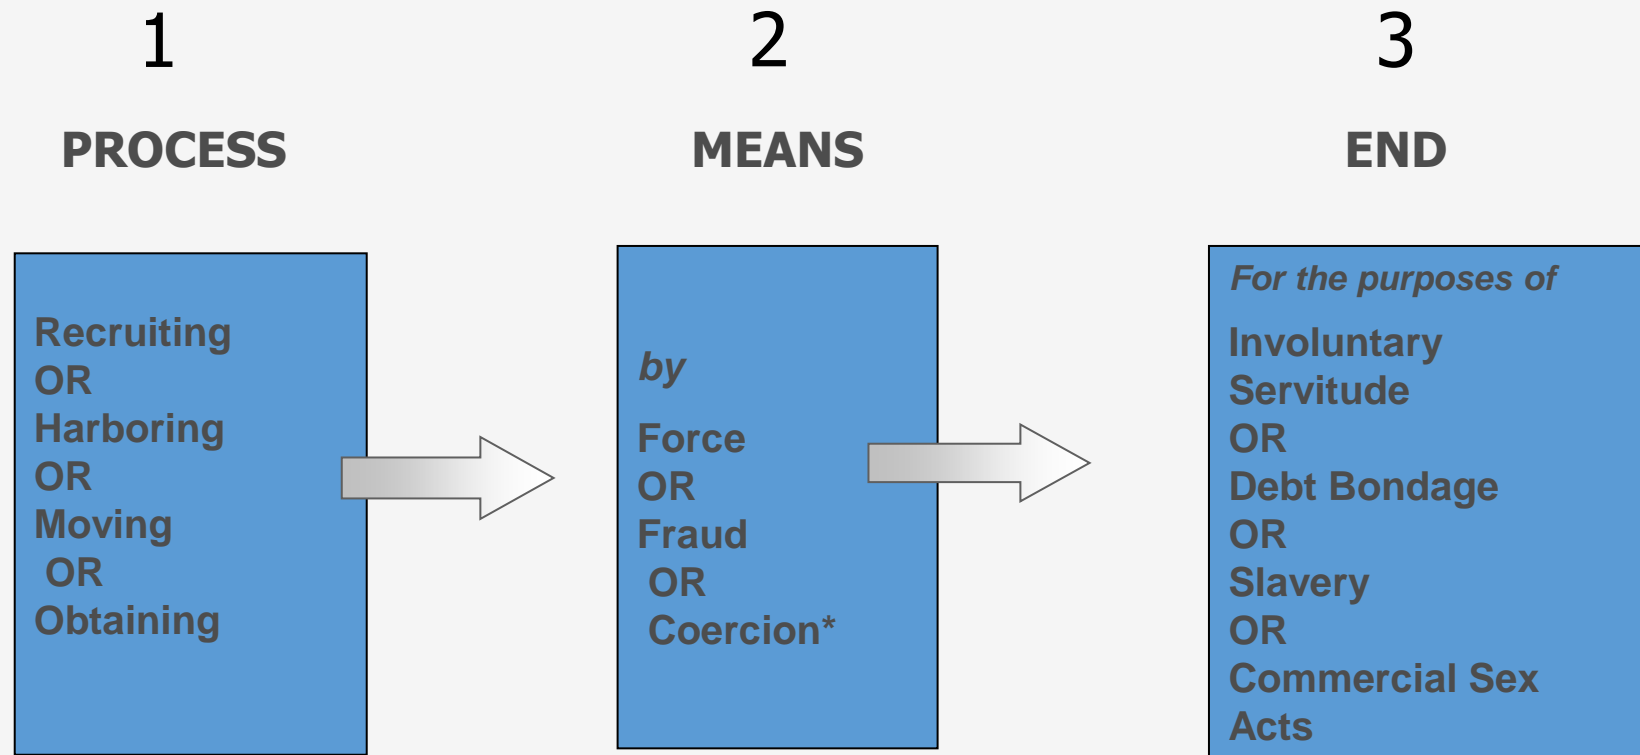 1
PROCESS
Recruiting
OR
Harboring
OR
Moving
OR
Obtaining
2
MEANS
by
Force
OR
Fraud
OR
Coercion*
3
END
For the purposes of
Involuntary
Servitude
OR
Debt Bondage
OR
Slavery
OR
Commercial Sex
Acts